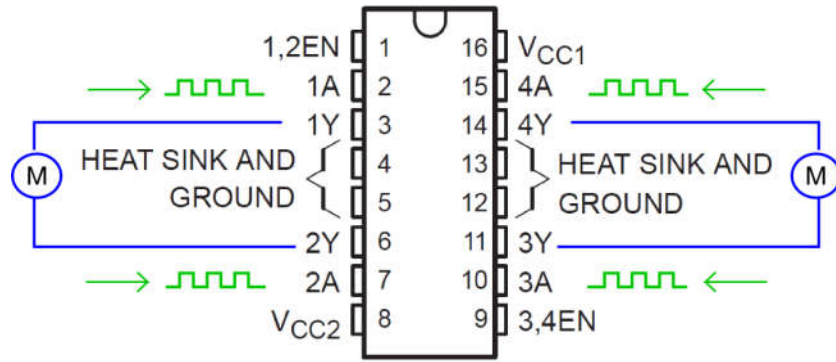 1,2EN 1 16 VCC1
1A 2 15 4A
1Y 3 14 4Y
M HEAT SINK AND 4 13 HEAT SINK AND M
GROUND 5 12 GROUND
2Y 6 11 3Y
2A 7 10 3A
VCC2 8 9 3,4EN